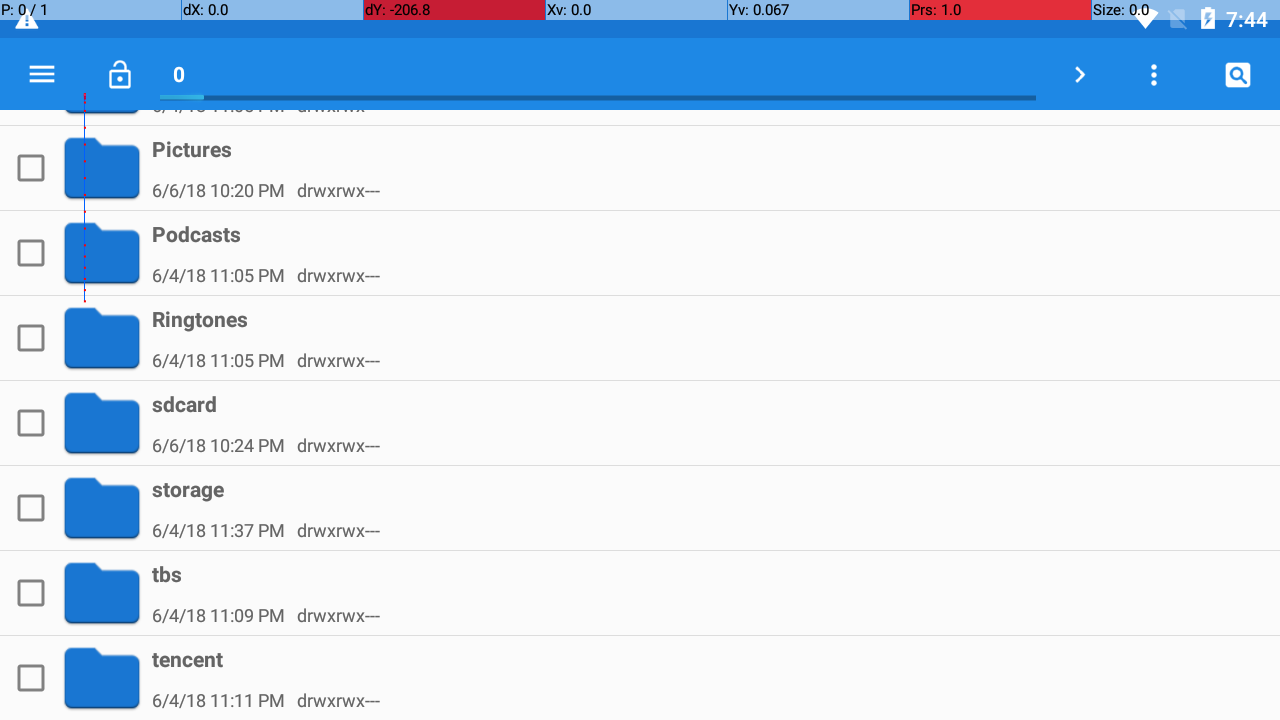 P: 0 / 1 dX: 0.0 dY: -206.8 Xv: 0.0 Yv: 0.067 Prs: 1.0 Size: 0.0
7:44
0
Pictures
6/6/18 10:20 PM drwxrwx---
Podcasts
6/4/18 11:05 PM drwxrwx---
Ringtones
6/4/18 11:05 PM drwxrwx---
sdcard
6/6/18 10:24 PM drwxrwx---
storage
6/4/18 11:37 PM drwxrwx---
tbs
6/4/18 11:09 PM drwxrwx---
tencent
6/4/18 11:11 PM drwxrwx---